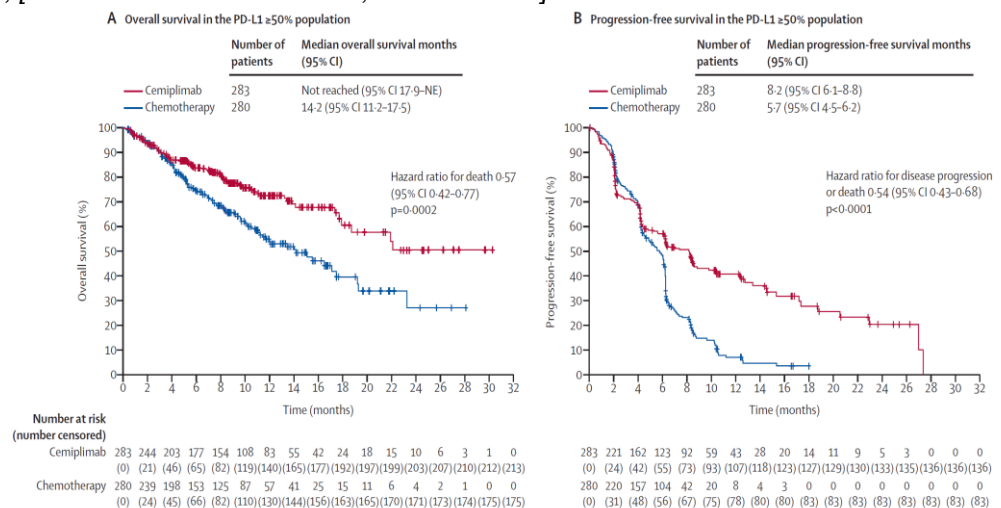 A Overall survival in the PD-L1 ≥50% population
Number of patients
Median overall survival months (95% CI)
Cemiplimab 283 Not reached (95% CI 17·9–NE)
Chemotherapy 280 14·2 (95% CI 11·2–17·5)
100
90
80
70
60
50
40
30
20
10
0
Overall survival (%)
Hazard ratio for death 0·57
(95% CI 0·42–0·77)
p=0·0002
0 2 4 6 8 10 12 14 16 18 20 22 24 26 28 30 32
Time (months)
B Progression-free survival in the PD-L1 ≥50% population
Number of patients
Median progression-free survival months (95% CI)
Cemiplimab 283 8·2 (95% CI 6·1–8·8)
Chemotherapy 280 5·7 (95% CI 4·5–6·2)
100
90
80
70
60
50
40
30
20
10
0
Progression-free survival (%)
Hazard ratio for disease progression
or death 0·54 (95% CI 0·43–0·68)
p<0·0001
0 2 4 6 8 10 12 14 16 18 20 22 24 26 28 30 32
Time (months)
Number at risk
(number censored)
Cemiplimab 283 244 203 177 154 108 83 55 42 24 18 15 10 6 3 1 0
(0) (21) (46) (65) (82) (119) (140) (165) (177) (192) (197) (199) (203) (207) (210) (212) (213)
Chemotherapy 280 239 198 153 125 87 57 41 25 15 11 6 4 2 1 0 0
(0) (24) (45) (66) (82) (110) (130) (144) (156) (163) (165) (170) (171) (173) (174) (175) (175)
283 221 162 123 92 59 43 28 20 14 11 9 5 3 0 0 0
(0) (24) (42) (55) (73) (93) (107) (118) (123) (127) (129) (130) (133) (135) (136) (136) (136)
280 220 157 104 42 20 8 4 3 0 0 0 0 0 0 0 0
(0) (31) (48) (56) (67) (75) (78) (80) (80) (83) (83) (83) (83) (83) (83) (83) (83)